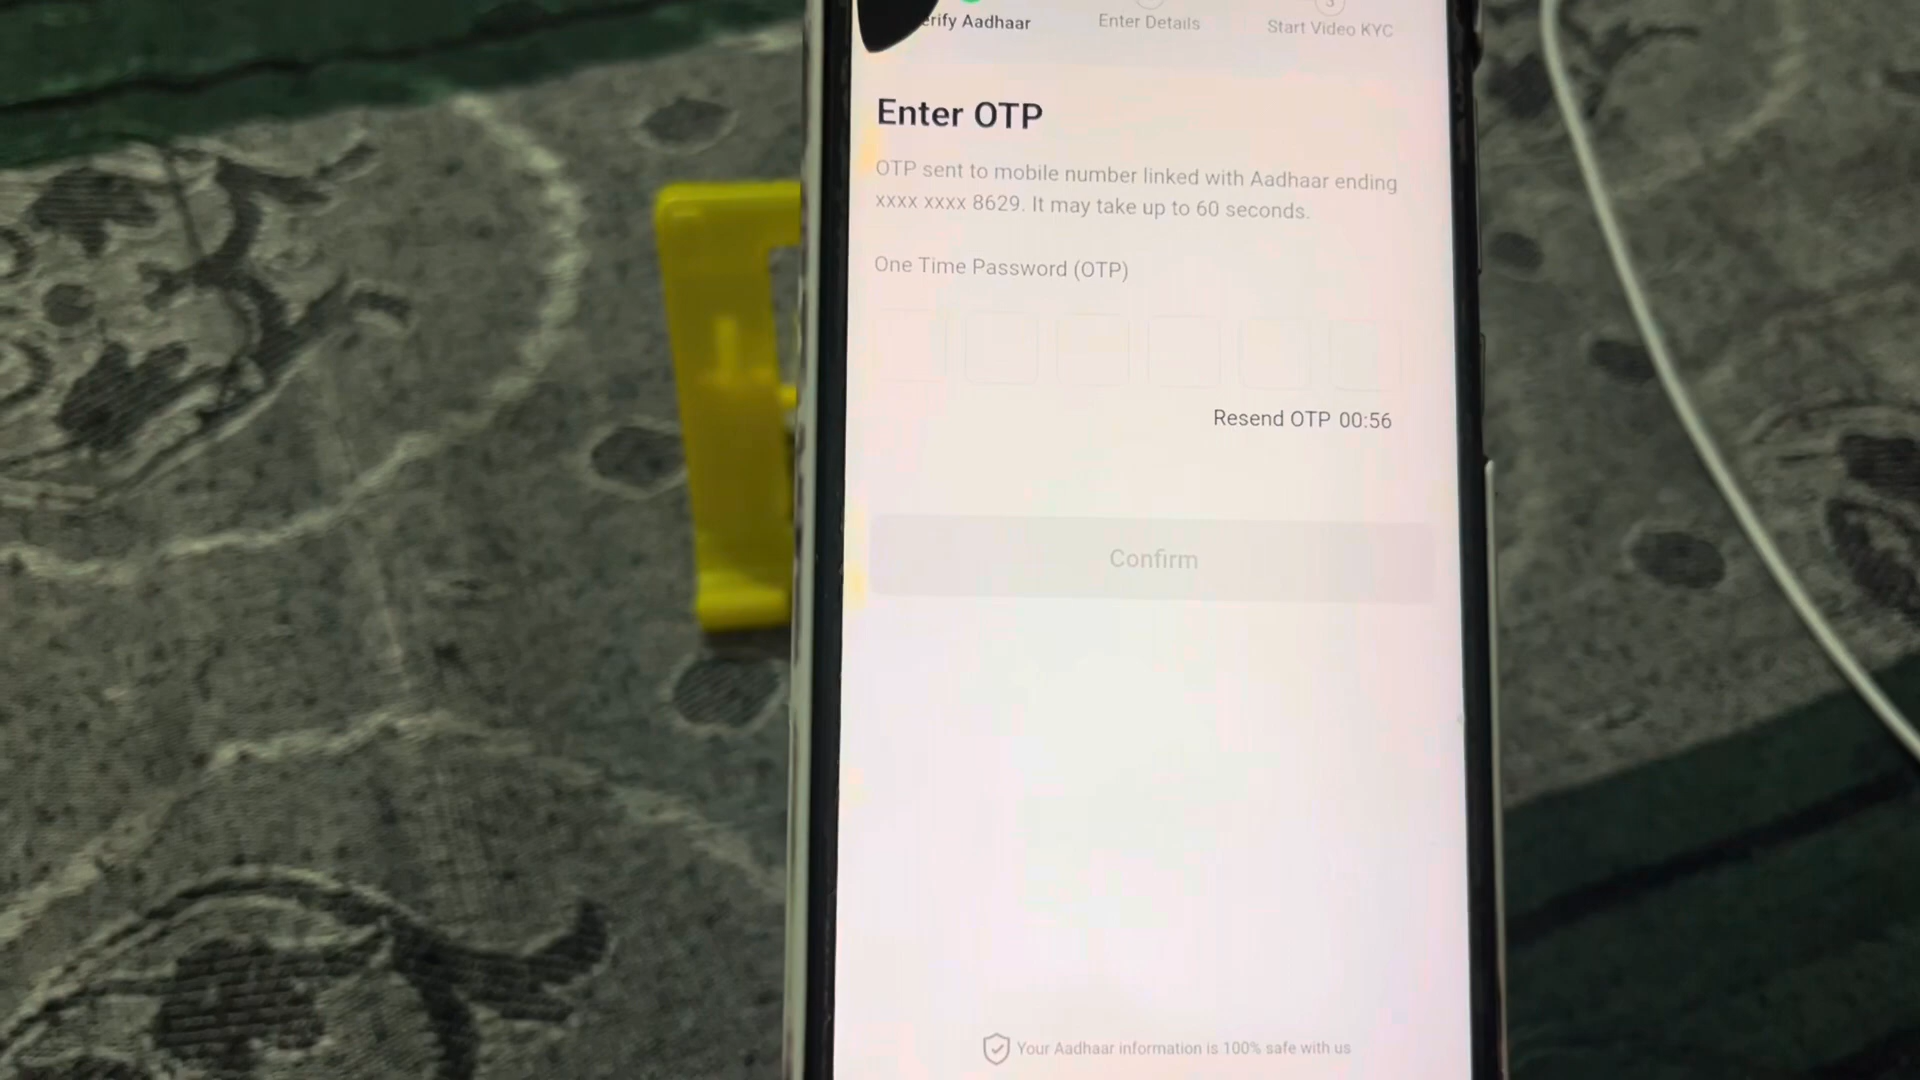 erify Aadhaar
Enter Details
3
Start Video KYC
Enter OTP
OTP sent to mobile number linked with Aadhaar ending
xxxx xxxx 8629. It may take up to 60 seconds.
One Time Password (OTP)
Resend OTP 00:56
Confirm
Your Aadhaar information is 100% safe with us